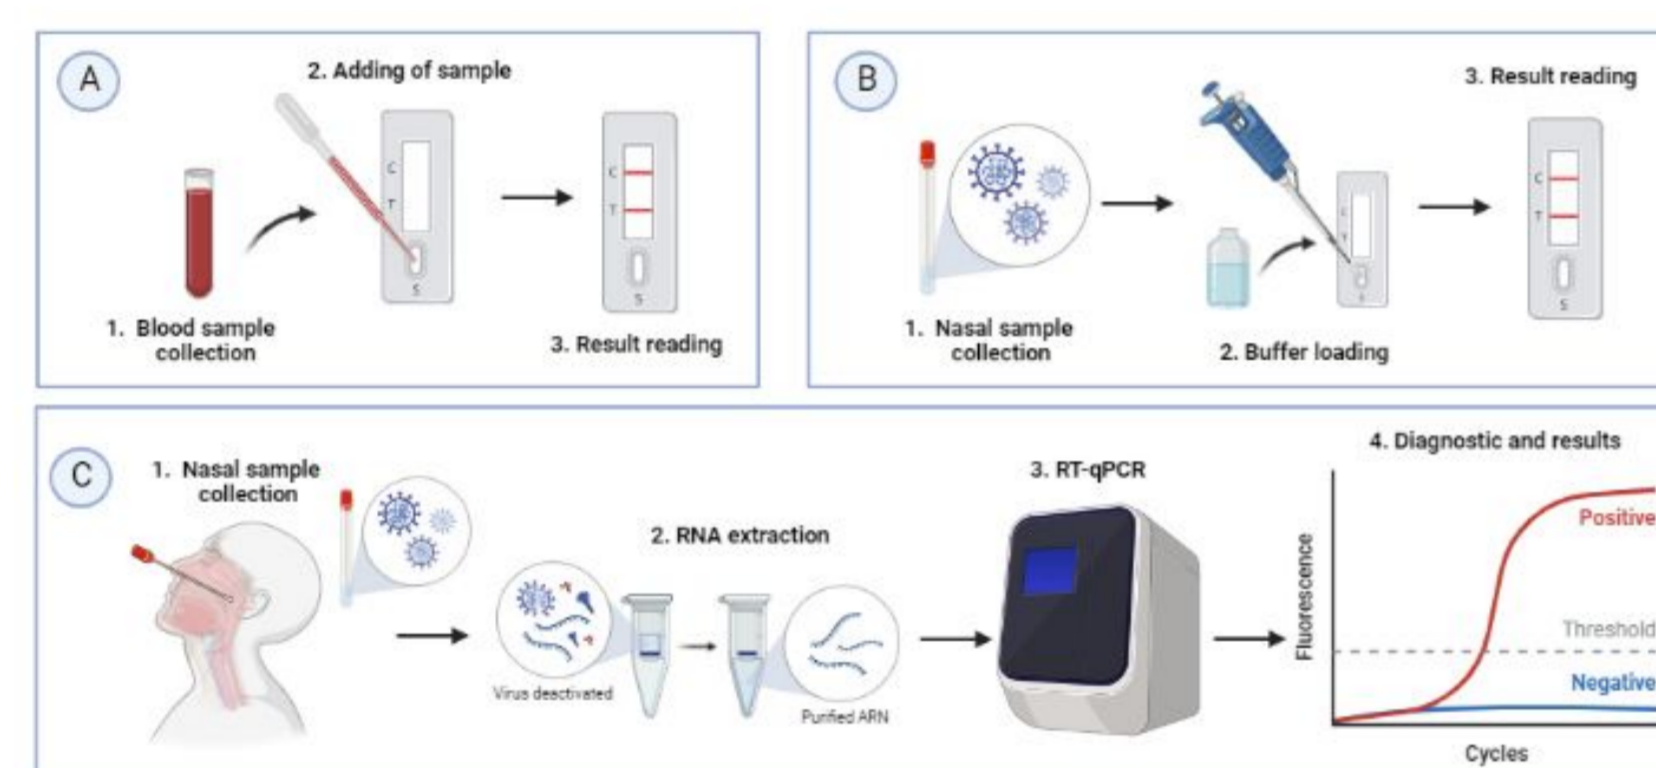 A
2. Adding of sample
C
T
S
C
T
S
1. Blood sample
collection
3. Result reading
B
3. Result reading
C
T
S
1. Nasal sample
collection
2. Buffer loading
C
1. Nasal sample
collection
2. RNA extraction
Virus deactivated
Purified ARN
3. RT-qPCR
4. Diagnostic and results
Fluorescence
Positive
Threshold
Negative
Cycles